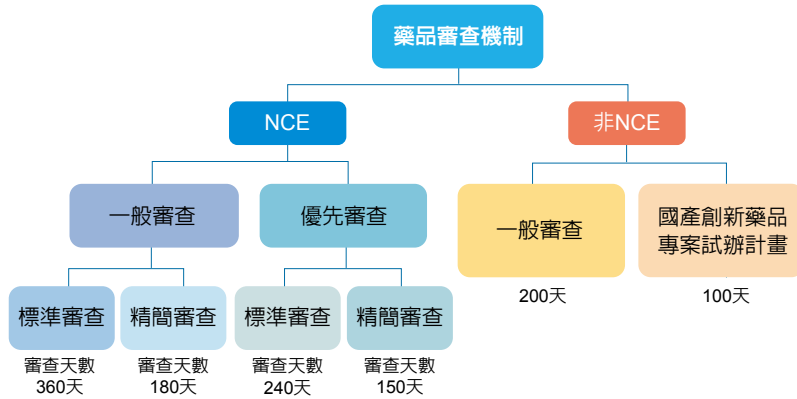 藥品審查機制
NCE
非NCE
一般審查
優先審查
一般審查
國產創新藥品
專案試辦計畫
200天
100天
標準審查
精簡審查
標準審查
精簡審查
審查天數
360天
審查天數
180天
審查天數
240天
審查天數
150天